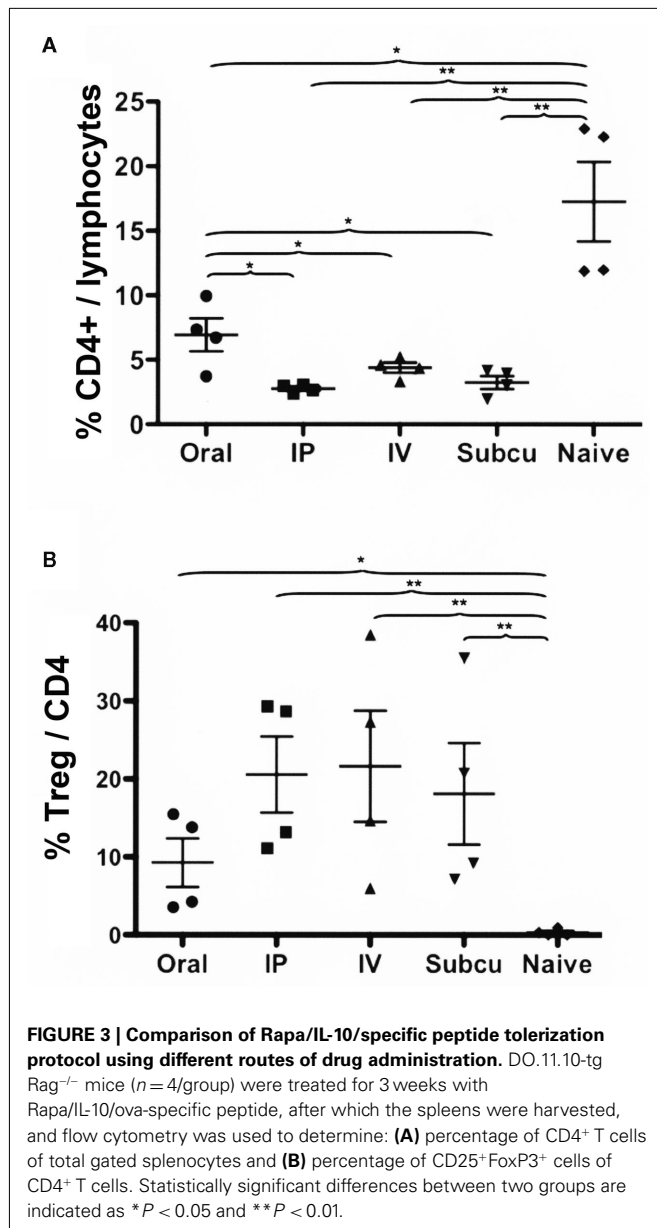 A
*
**
**
**
% CD4+ / lymphocytes
25
20
15
10
5
0
*
*
*
Oral IP IV Subcu Naive
B
*
**
**
**
% Treg / CD4
40
30
20
10
0
Oral IP IV Subcu Naive
FIGURE 3 | Comparison of Rapa/IL-10/specific peptide tolerization
protocol using different routes of drug administration. DO.11.10-tg
Rag−/− mice (n = 4/group) were treated for 3 weeks with
Rapa/IL-10/ova-specific peptide, after which the spleens were harvested,
and flow cytometry was used to determine: (A) percentage of CD4+ T cells
of total gated splenocytes and (B) percentage of CD25+FoxP3+ cells of
CD4+ T cells. Statistically significant differences between two groups are
indicated as *P < 0.05 and **P < 0.01.